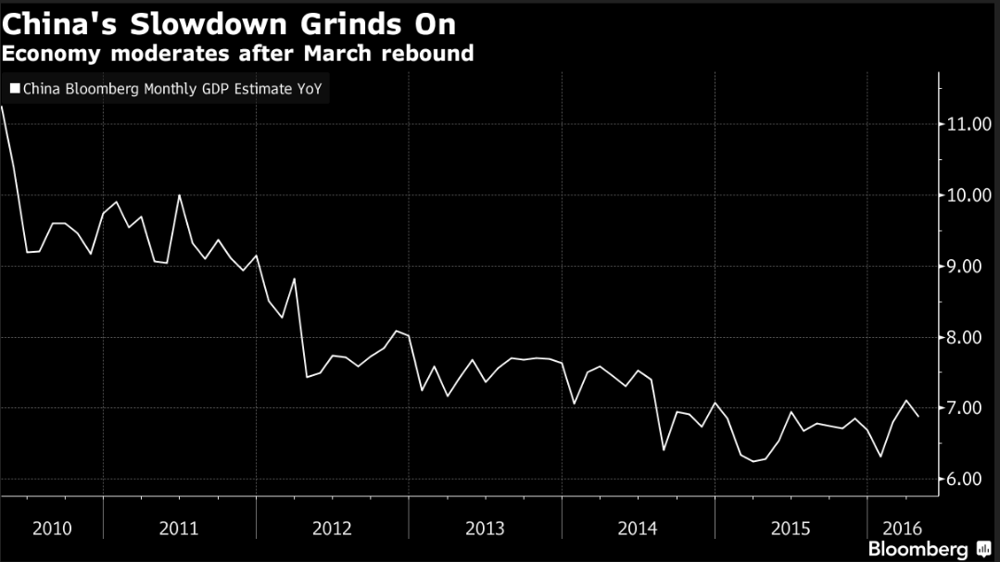 China's Slowdown Grinds On
Economy moderates after March rebound
China Bloomberg Monthly GDP Estimate YoY
11.00
10.00
9.00
8.00
7.00
6.00
2010 2011 2012 2013 2014 2015 2016
Bloomberg